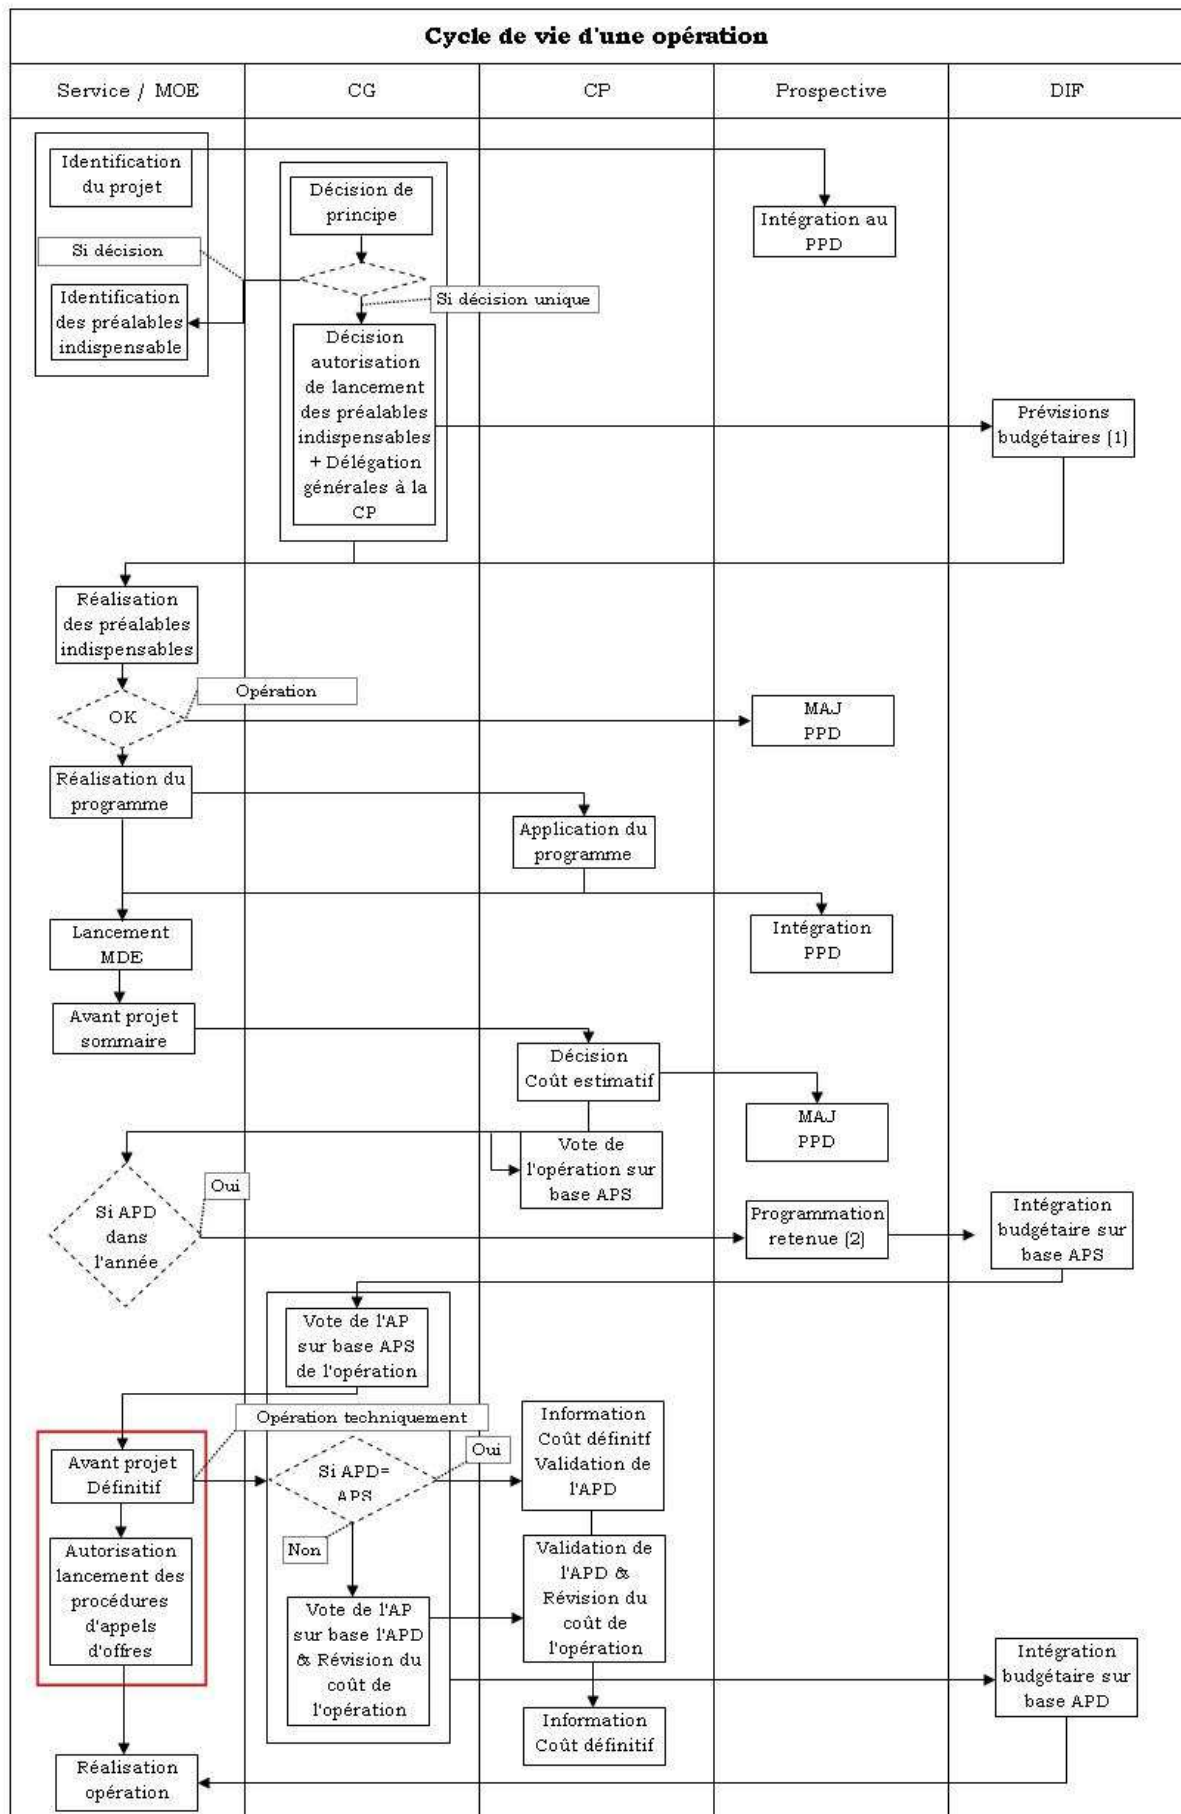 Cycle de vie d'une opération
Service / MOE
CG
CP
Prospective
DIF
Identification
du projet
Décision de
principe
Intégration au
PPD
Si décision
Identification
des préalables
indispensable
Si décision unique
Décision
autorisation
de lancement
des préalables
indispensables
+ Délégation
générales à la
CP
Prévisions
budgétaires (1)
Réalisation
des préalables
indispensables
Opération
OK
MAJ
PPD
Réalisation du
programme
Application du
programme
Lancement
MDE
Intégration
PPD
Avant projet
sommaire
Décision
Coût estimatif
MAJ
PPD
Vote de
l'opération sur
base APS
Oui
Si APD
dans
l'année
Programmation
retenue (2)
Intégration
budgétaire sur
base APS
Vote de l'AP
sur base APS
de l'opération
Opération techniquement
Avant projet
Définitif
Si APD=
APS
Oui
Information
Coût définitf
Validation de
l'APD
Non
Autorisation
lancement des
procédures
d'appels
d'offres
Validation de
l'APD &
Révision du
coût de
l'opération
Vote de l'AP
sur base l'APD
& Révision du
coût de
l'opération
Intégration
budgétaire sur
base APD
Information
Coût définitif
Réalisation
opération